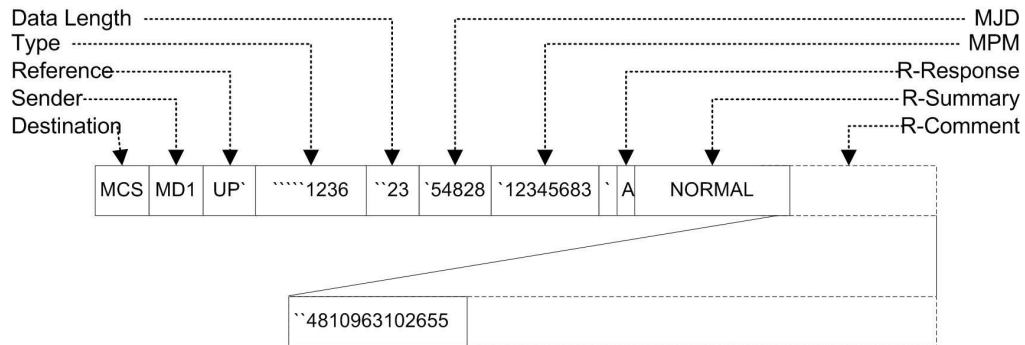 Data Length MJD
Type MPM
Reference R-Response
Sender R-Summary
Destination R-Comment
MCS MD1 UP` `````1236 ``23 `54828 `12345683 ` A NORMAL
``4810963102655